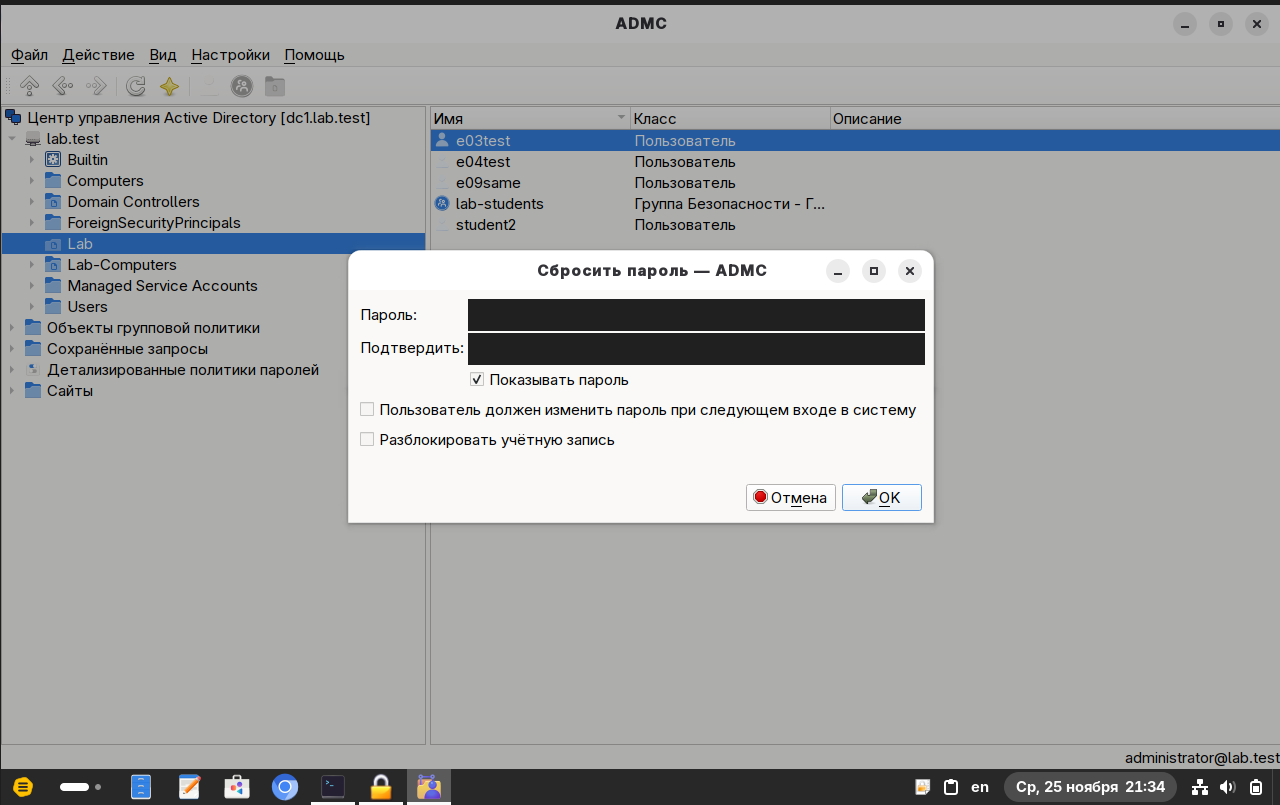 ADMC
Файл Действие Вид Настройки Помощь
Центр управления Active Directory [dc1.lab.test]
lab.test
Builtin
Computers
Domain Controllers
ForeignSecurityPrincipals
Lab
Lab-Computers
Managed Service Accounts
Users
Объекты групповой политики
Сохранённые запросы
Детализированные политики паролей
Сайты
Имя Класс Описание
e03test Пользователь
e04test Пользователь
e09same Пользователь
lab-students Группа Безопасности - Г...
student2 Пользователь
Сбросить пароль — ADMC
Пароль:
Подтвердить:
Показывать пароль
Пользователь должен изменить пароль при следующем входе в систему
Разблокировать учётную запись
Отмена OK
administrator@lab.test
en Ср, 25 ноября 21:34